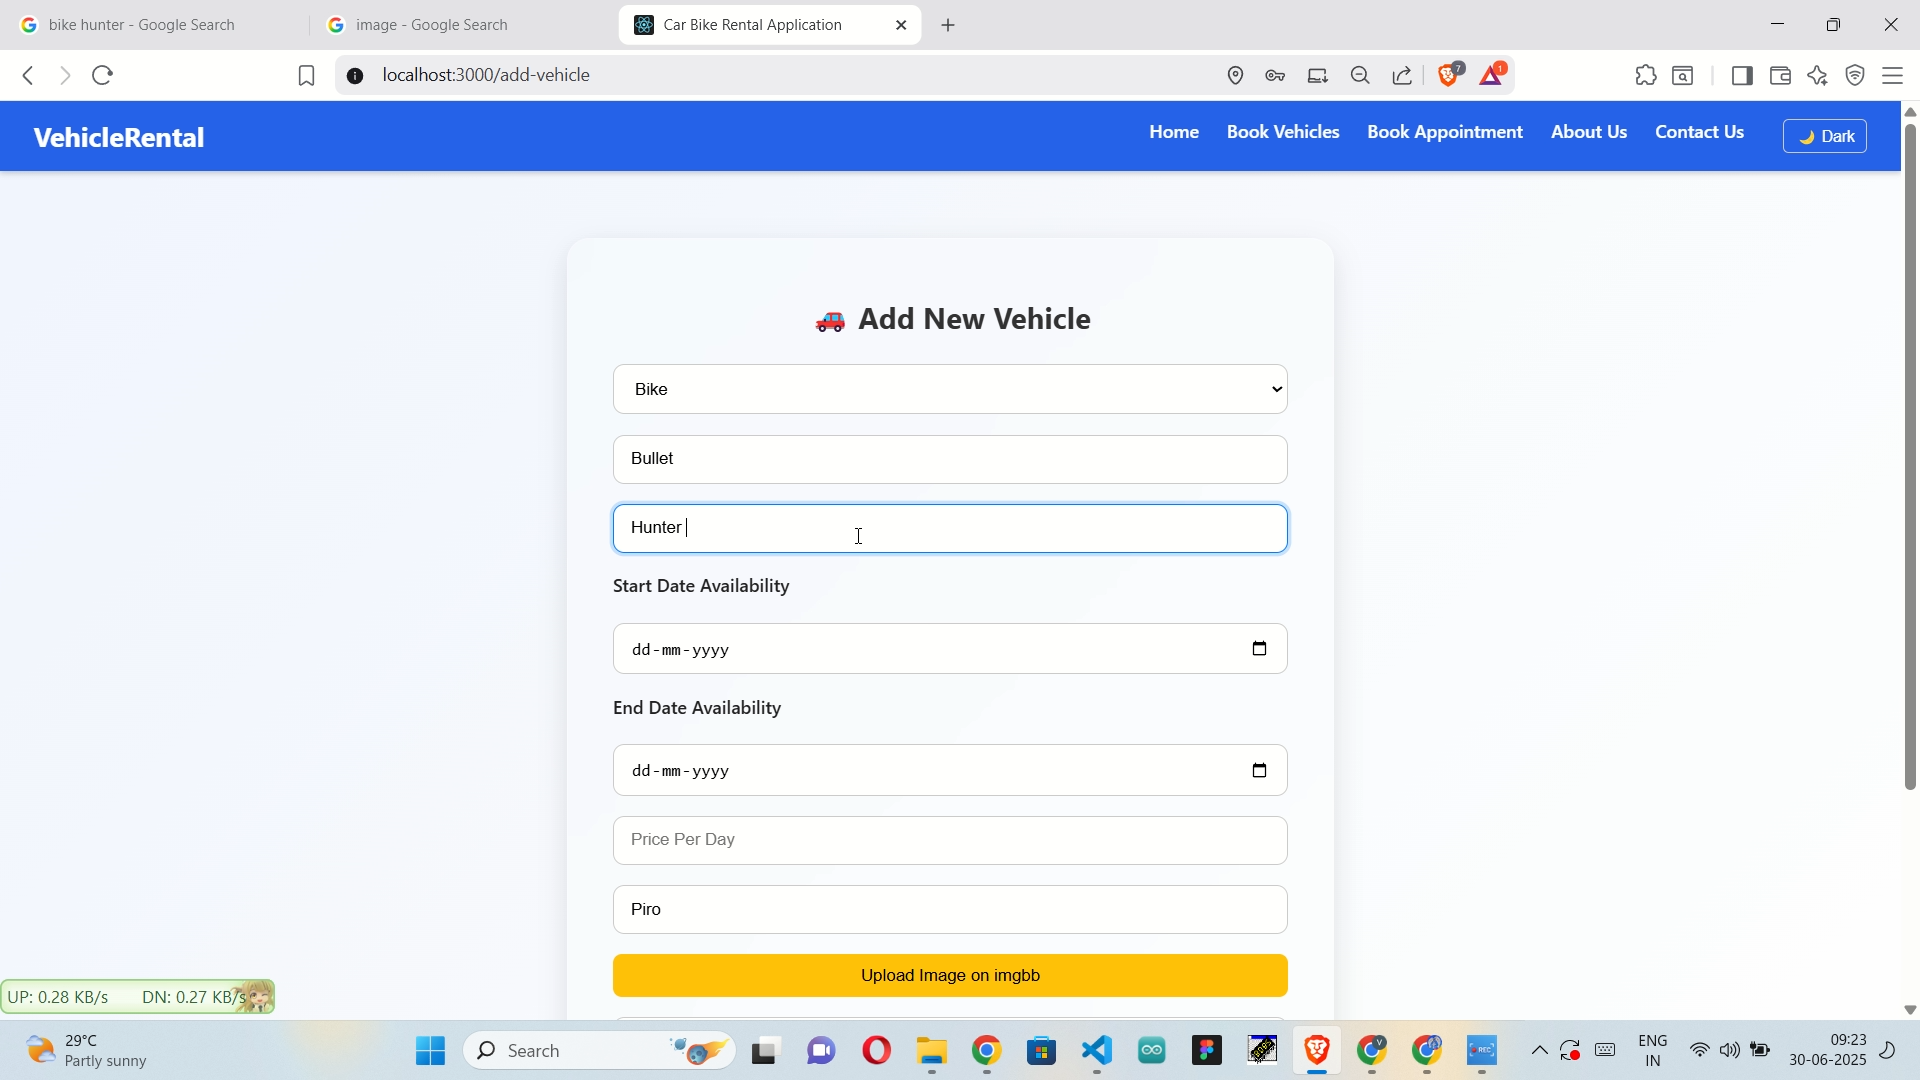 bike hunter - Google Search
image - Google Search
Car Bike Rental Application
localhost:3000/add-vehicle
7
1
VehicleRental
Home
Book Vehicles
Book Appointment
About Us
Contact Us
Dark
Add New Vehicle
Bike
Bullet
Hunter
Start Date Availability
dd-mm-yyyy
End Date Availability
dd-mm-yyyy
Price Per Day
Piro
Upload Image on imgbb
UP: 0.28 KB/s DN: 0.27 KB/s
29°C
Partly sunny
Search
V
REC
ENG
IN
09:23
30-06-2025